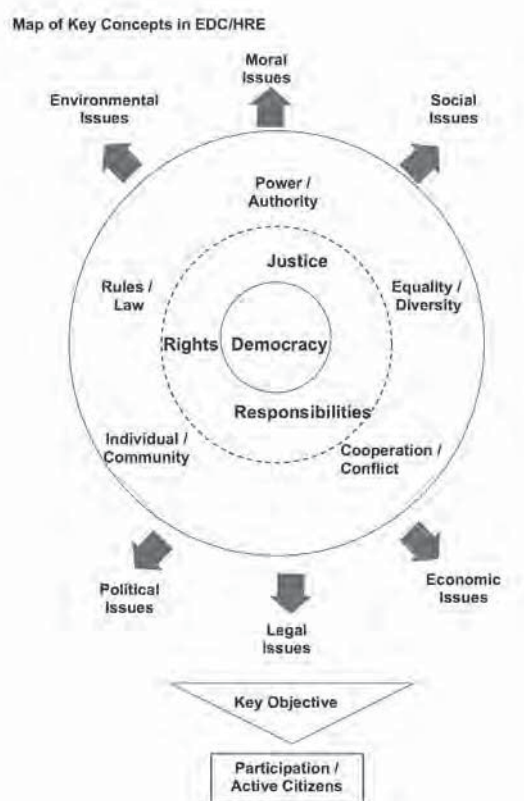 Map of Key Concepts in EDC/HRE
Moral
Issues
Environmental
Issues
Social
Issues
Power /
Authority
Justice
Rules /
Law
Equality /
Diversity
Rights
Democracy
Responsibilities
Individual /
Community
Cooperation /
Conflict
Political
Issues
Economic
Issues
Legal
Issues
Key Objective
Participation /
Active Citizens